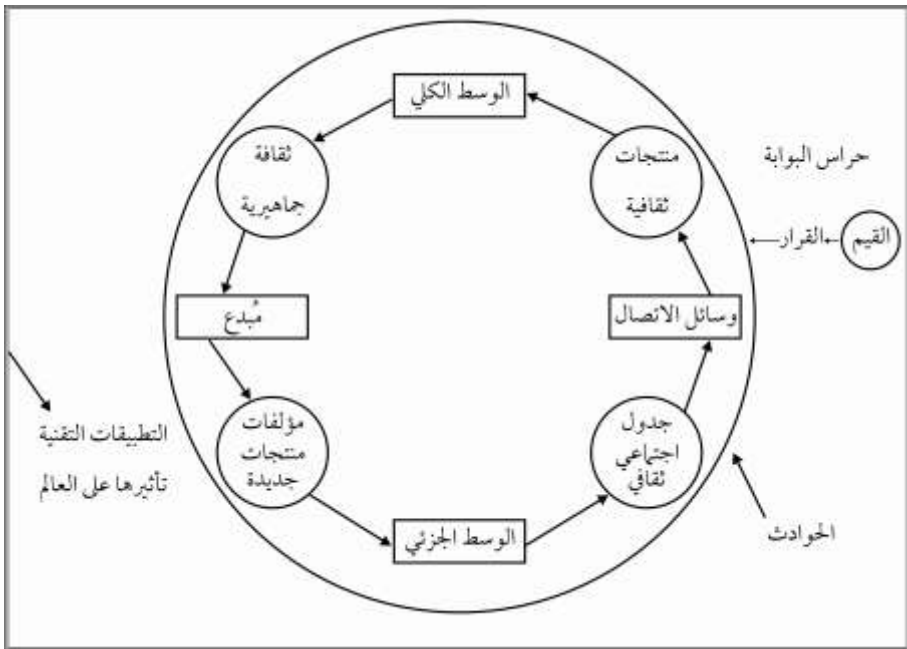 الوسط الكلي
ثقافة
جماهيرية
منتجات
ثقافية
حراس البوابة
القيم
القرار
مُبدع
وسائل الاتصال
التطبيقات التقنية
تأثيرها على العالم
مؤلفات
منتجات
جديدة
جدول
اجتماعي
ثقافي
الوسط الجزئي
الحوادث